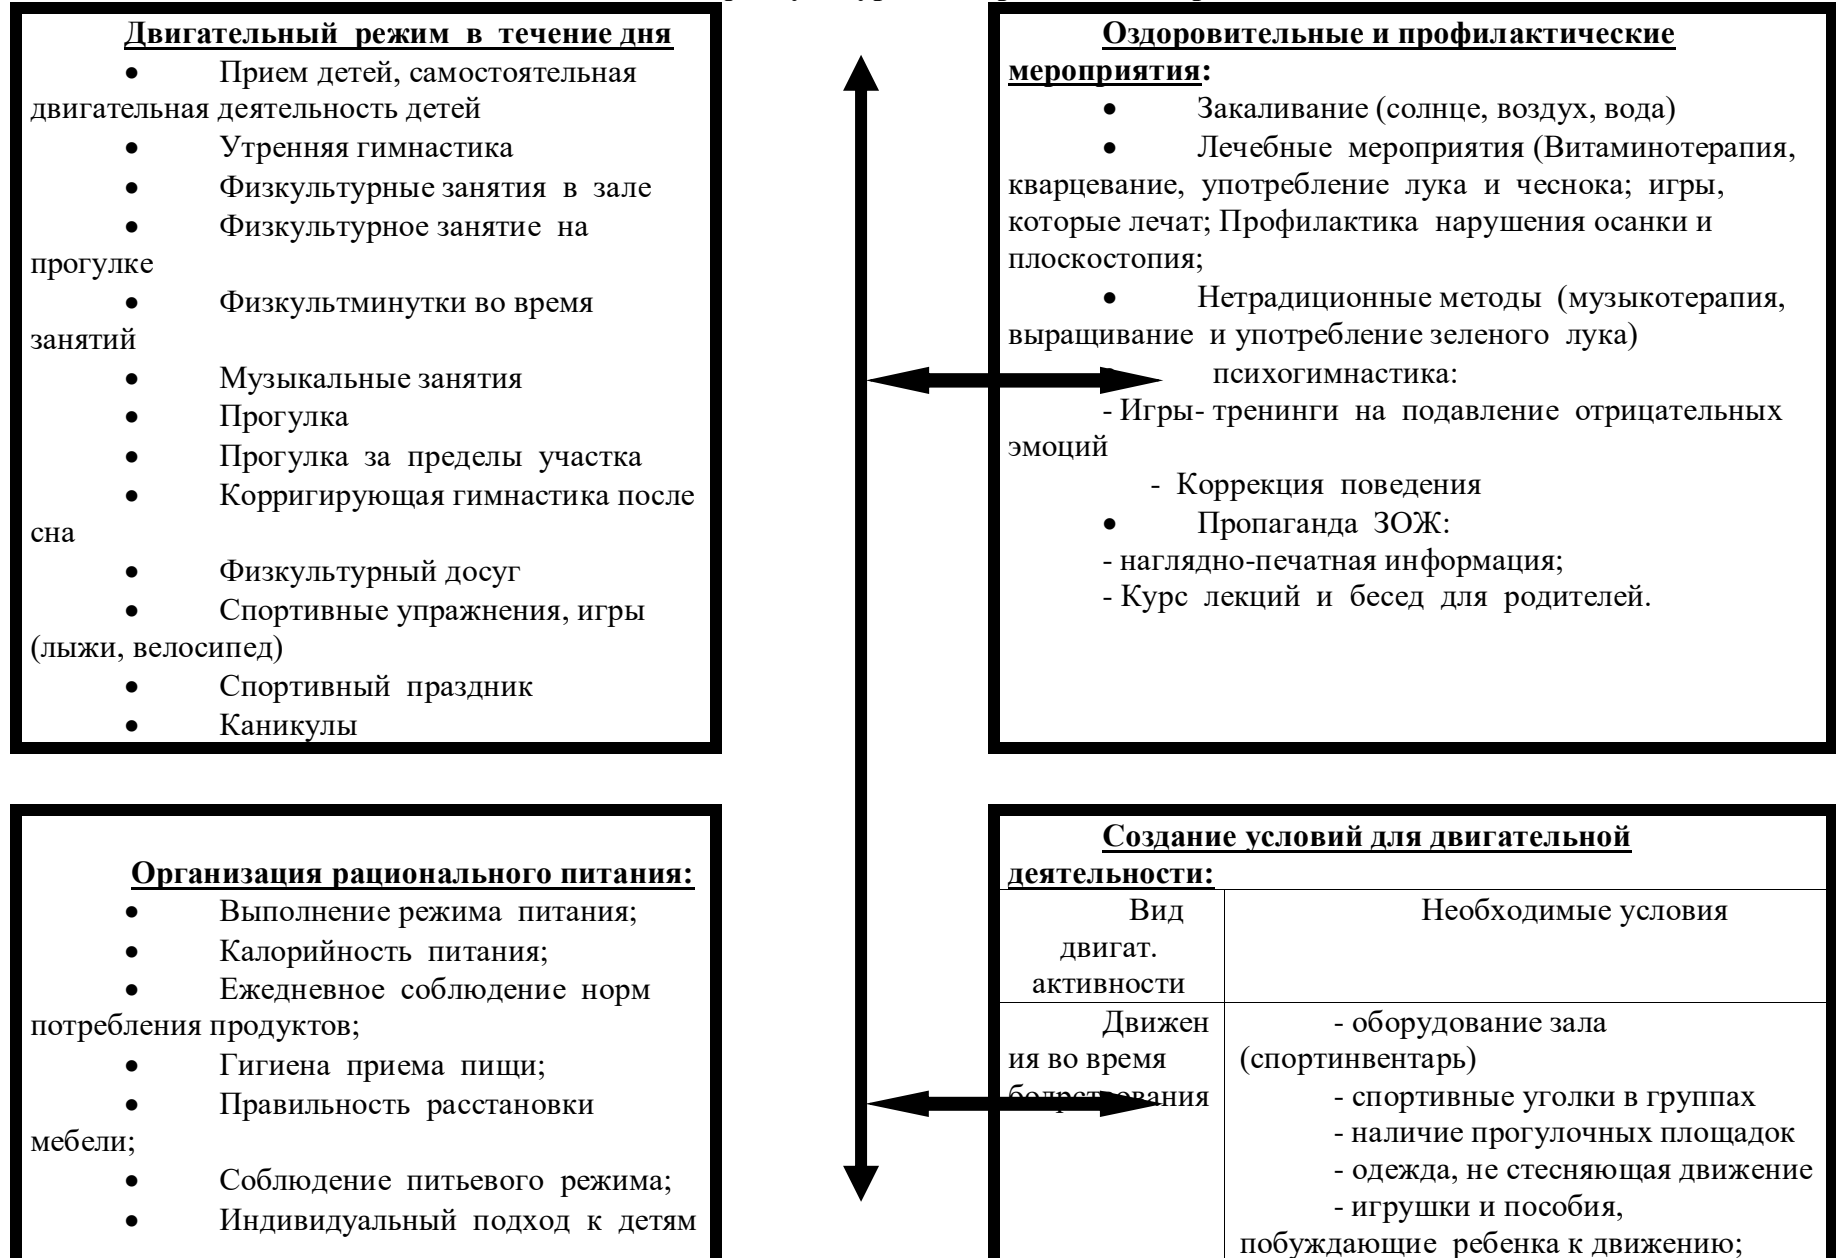 Двигательный режим в течение дня
• Прием детей, самостоятельная
двигательная деятельность детей
• Утренняя гимнастика
• Физкультурные занятия в зале
• Физкультурное занятие на
прогулке
• Физкультминутки во время
занятий
• Музыкальные занятия
• Прогулка
• Прогулка за пределы участка
• Корригирующая гимнастика после
сна
• Физкультурный досуг
• Спортивные упражнения, игры
(лыжи, велосипед)
• Спортивный праздник
• Каникулы
Оздоровительные и профилактические
мероприятия:
• Закаливание (солнце, воздух, вода)
• Лечебные мероприятия (Витаминотерапия,
кварцевание, употребление лука и чеснока; игры,
которые лечат; Профилактика нарушения осанки и
плоскостопия;
• Нетрадиционные методы (музыкотерапия,
выращивание и употребление зеленого лука)
• психогимнастика:
- Игры- тренинги на подавление отрицательных
эмоций
- Коррекция поведения
• Пропаганда ЗОЖ:
- наглядно-печатная информация;
- Курс лекций и бесед для родителей.
Организация рационального питания:
• Выполнение режима питания;
• Калорийность питания;
• Ежедневное соблюдение норм
потребления продуктов;
• Гигиена приема пищи;
• Правильность расстановки
мебели;
• Соблюдение питьевого режима;
• Индивидуальный подход к детям
Создание условий для двигательной
деятельности:
Вид
двигат.
активности
Необходимые условия
Движен
ия во время
бодрствования
- оборудование зала
(спортинвентарь)
- спортивные уголки в группах
- наличие прогулочных площадок
- одежда, не стесняющая движение
- игрушки и пособия,
побуждающие ребенка к движению;